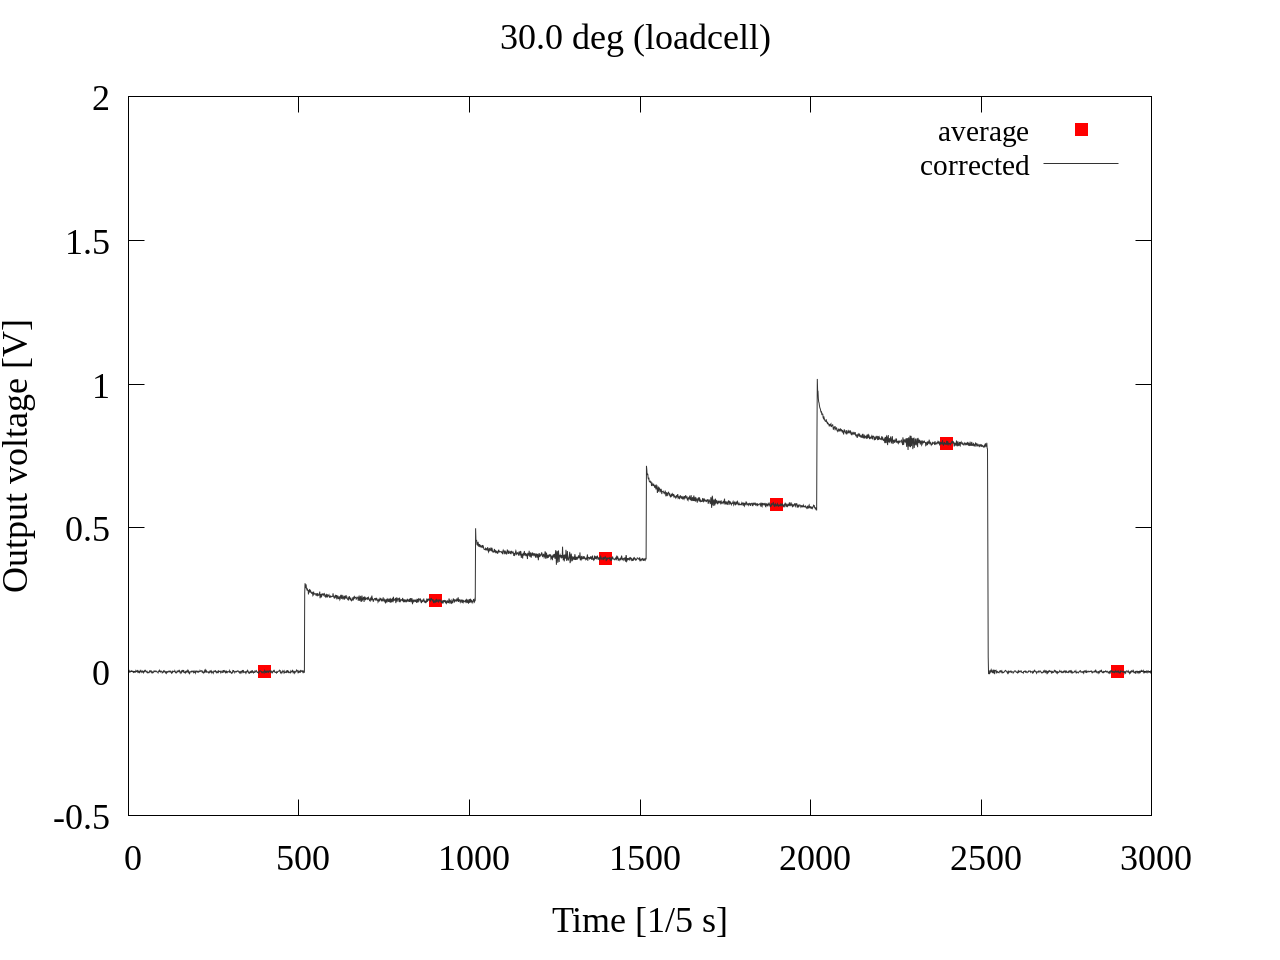 30.0 deg (loadcell)
average
corrected
2
1.5
1
0.5
0
-0.5
Output voltage [V]
0 500 1000 1500 2000 2500 3000
Time [1/5 s]